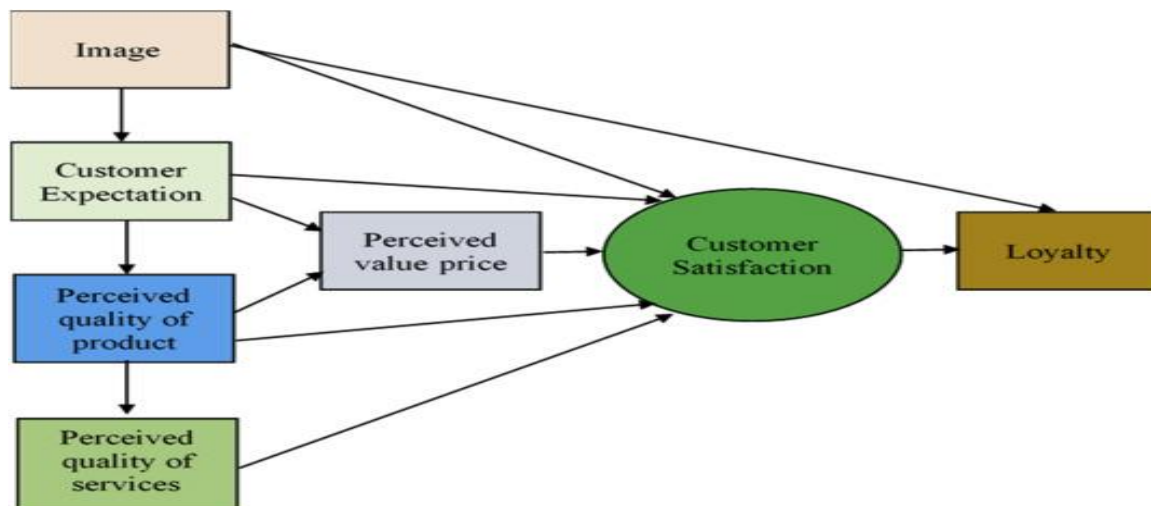 Image
Customer
Expectation
Perceived
quality of
product
Perceived
quality of
services
Perceived
value price
Customer
Satisfaction
Loyalty